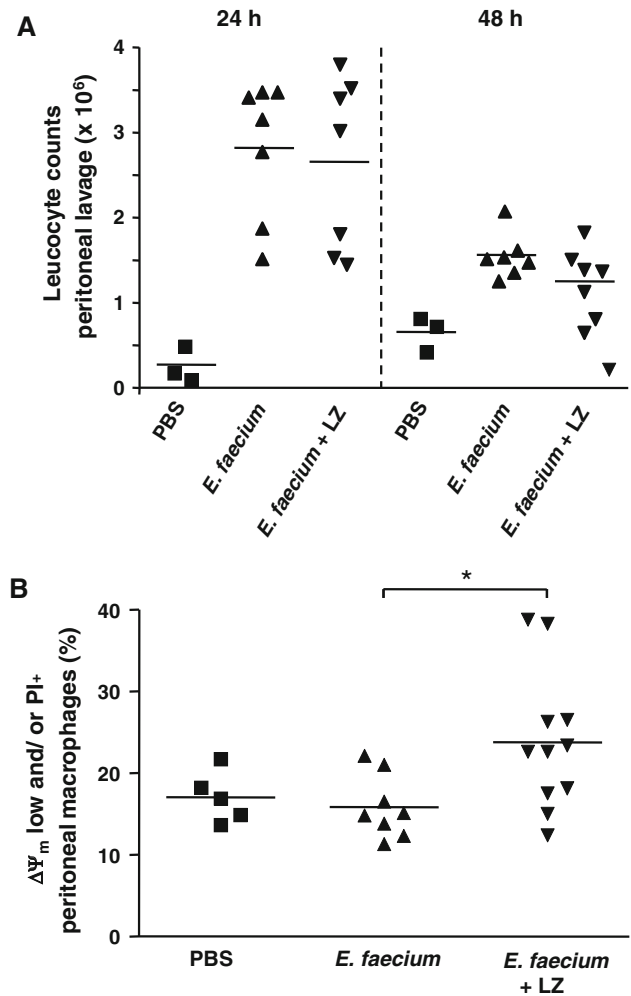 A
24 h
48 h
Leucocyte counts
peritoneal lavage (x 10⁶)
4
3
2
1
0
PBS
E. faecium
E. faecium + LZ
PBS
E. faecium
E. faecium + LZ
B
*
ΔΨm low and/ or PI+
peritoneal macrophages (%)
40
30
20
10
0
PBS
E. faecium
E. faecium
+ LZ